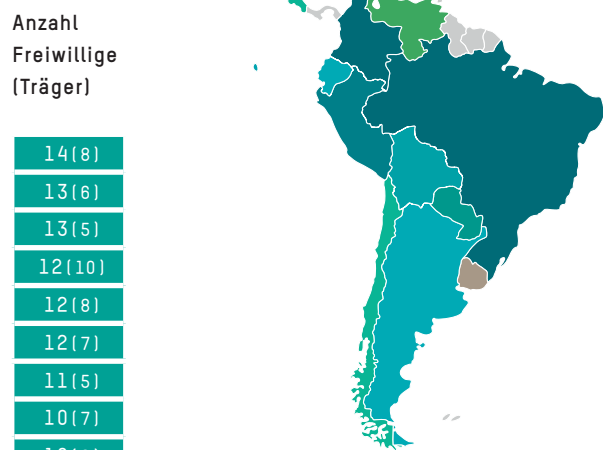 Anzahl
Freiwillige
(Träger)
14(8)
13(6)
13(5)
12(10)
12(8)
12(7)
11(5)
10(7)